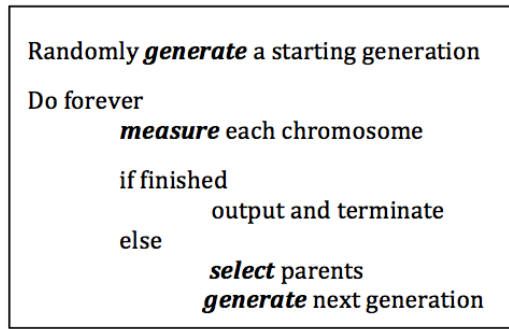 Randomly generate a starting generation
Do forever
measure each chromosome
if finished
output and terminate
else
select parents
generate next generation